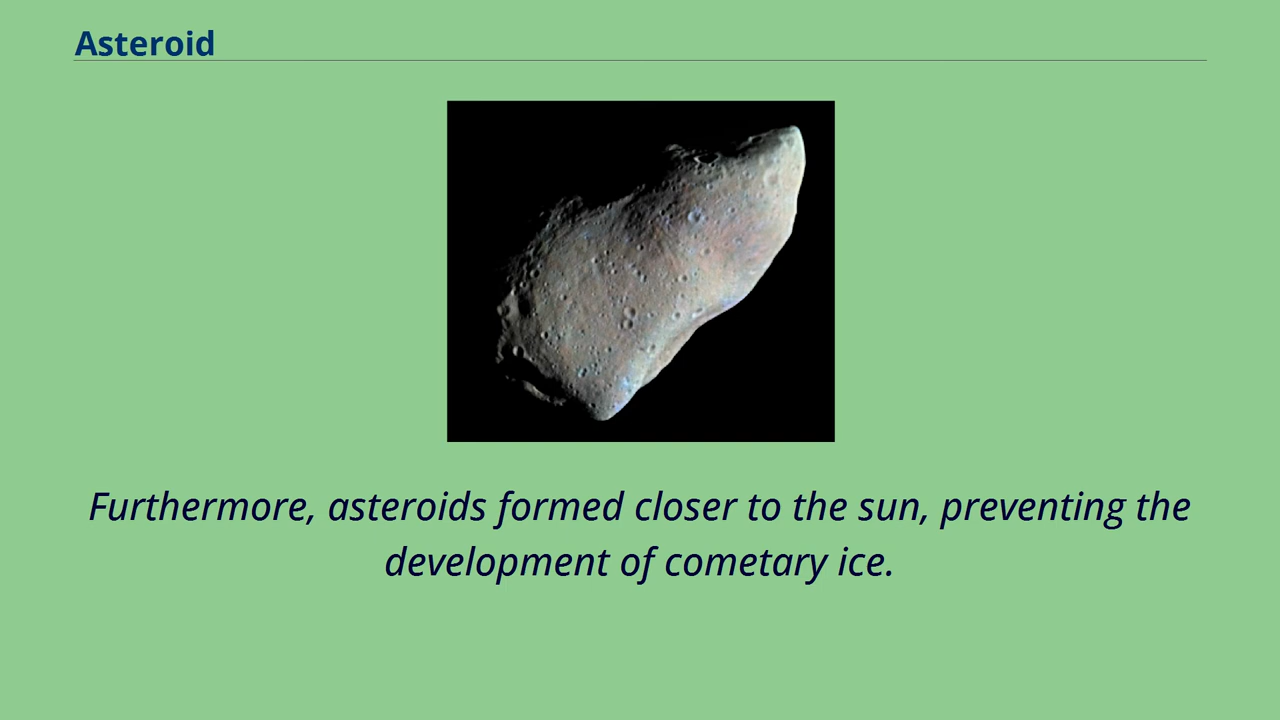 Asteroid
Furthermore, asteroids formed closer to the sun, preventing the
development of cometary ice.